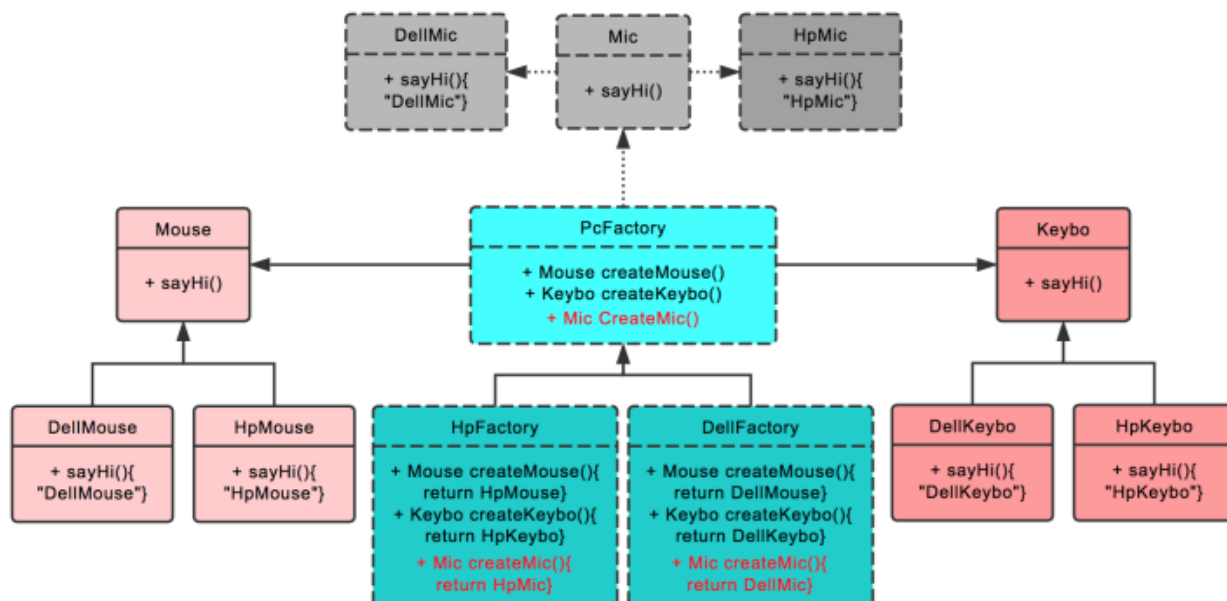 DellMic
+ sayHi(){
"DellMic"}
Mic
+ sayHi()
HpMic
+ sayHi(){
"HpMic"}
Mouse
+ sayHi()
PcFactory
+ Mouse createMouse()
+ Keybo createKeybo()
+ Mic CreateMic()
Keybo
+ sayHi()
DellMouse
+ sayHi(){
"DellMouse"}
HpMouse
+ sayHi(){
"HpMouse"}
HpFactory
+ Mouse createMouse(){
return HpMouse}
+ Keybo createKeybo(){
return HpKeybo}
+ Mic createMic(){
return HpMic}
DellFactory
+ Mouse createMouse(){
return DellMouse}
+ Keybo createKeybo(){
return DellKeybo}
+ Mic createMic(){
return DellMic}
DellKeybo
+ sayHi(){
"DellKeybo"}
HpKeybo
+ sayHi(){
"HpKeybo"}